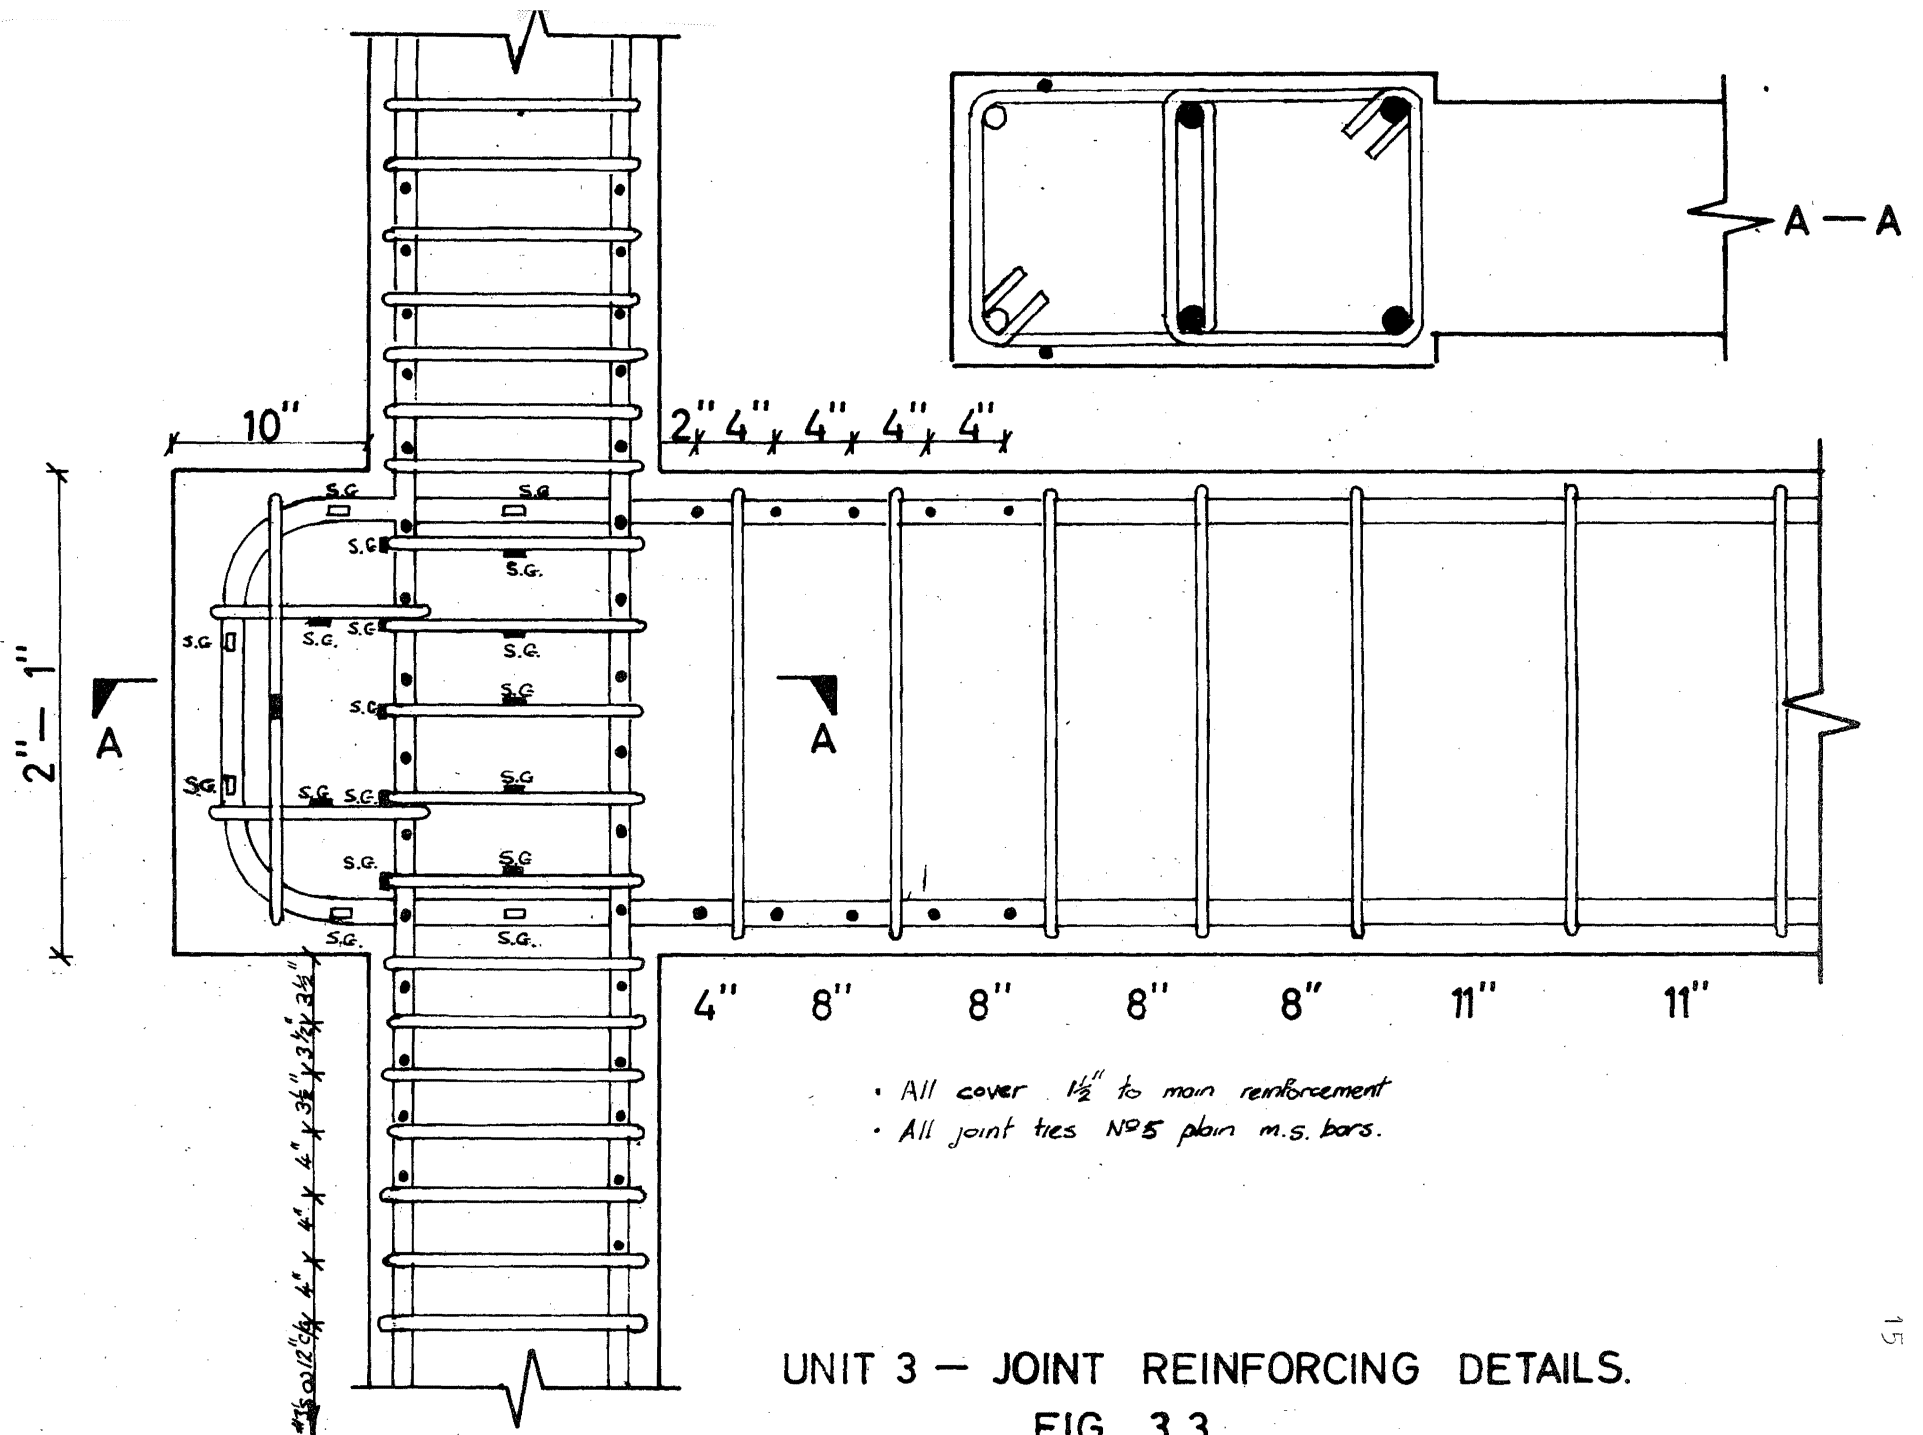 A — A
10"
2" 4" 4" 4" 4"
S.G S.G
S.G
S.G.
S.G
S.G. S.G
S.G.
S.G
S.G
2"— 1"
A
A
S.G
S.G.
S.G S.G.
S.G.
S.G
S.G. S.G.
3½"
3½"
3½"
4"
4"
4"
12" c/c
4" 8" 8" 8" 8" 11" 11"
• All cover 1½" to main reinforcement
• All joint ties Nº5 plain m.s. bars.
15
UNIT 3 — JOINT REINFORCING DETAILS.
FIG 3.3